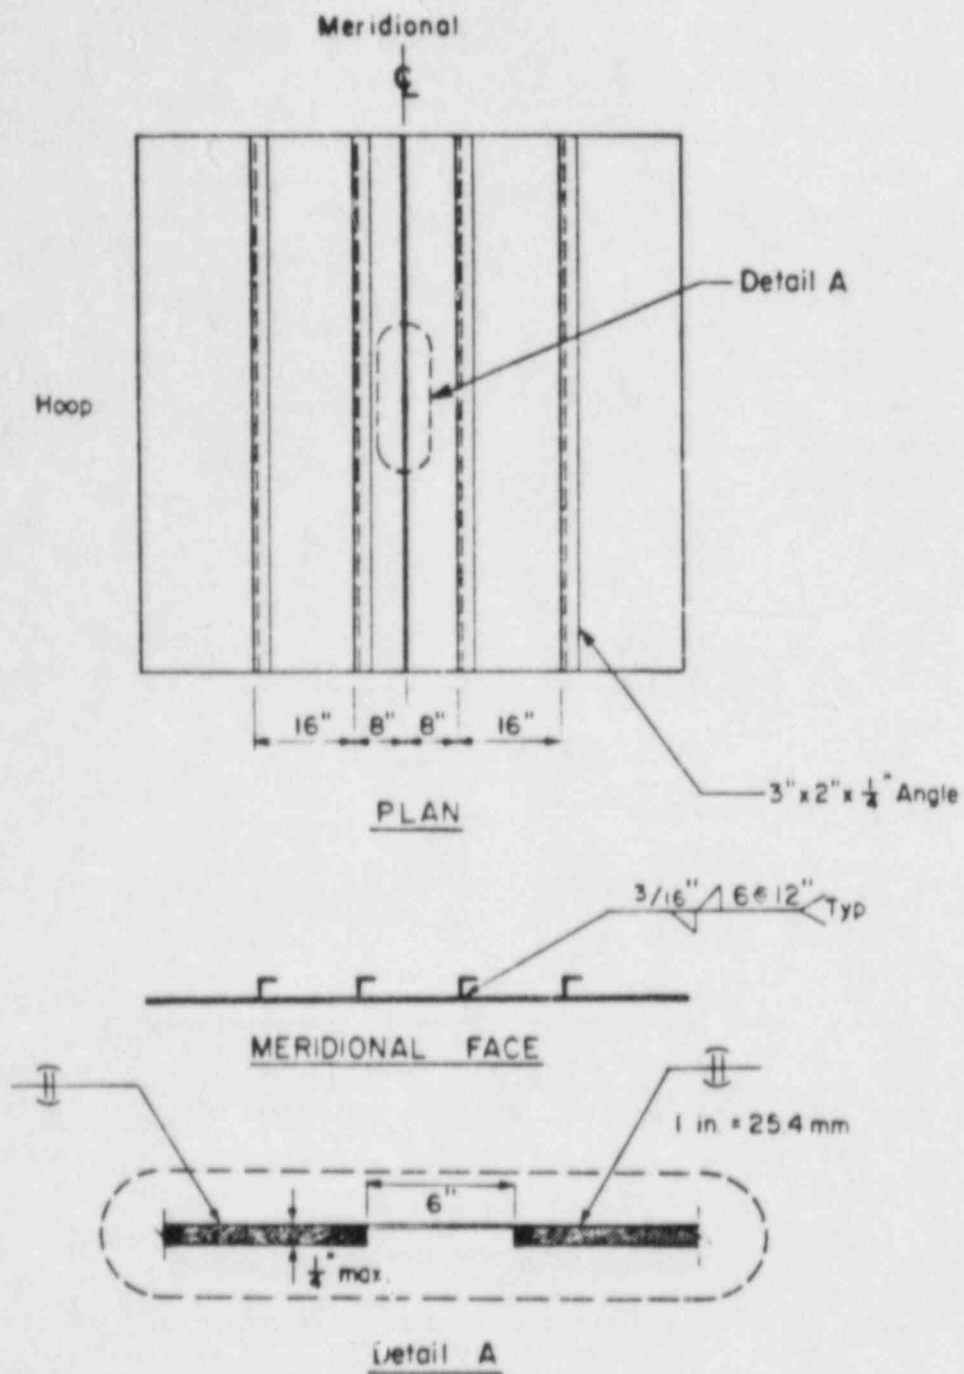 Meridional
℄
Detail A
Hoop
16" 8" 8" 16"
3" x 2" x 1/4" Angle
PLAN
3/16" 6 @ 12" Typ
MERIDIONAL FACE
1 in. = 25.4 mm
6"
1/4" max.
Detail A